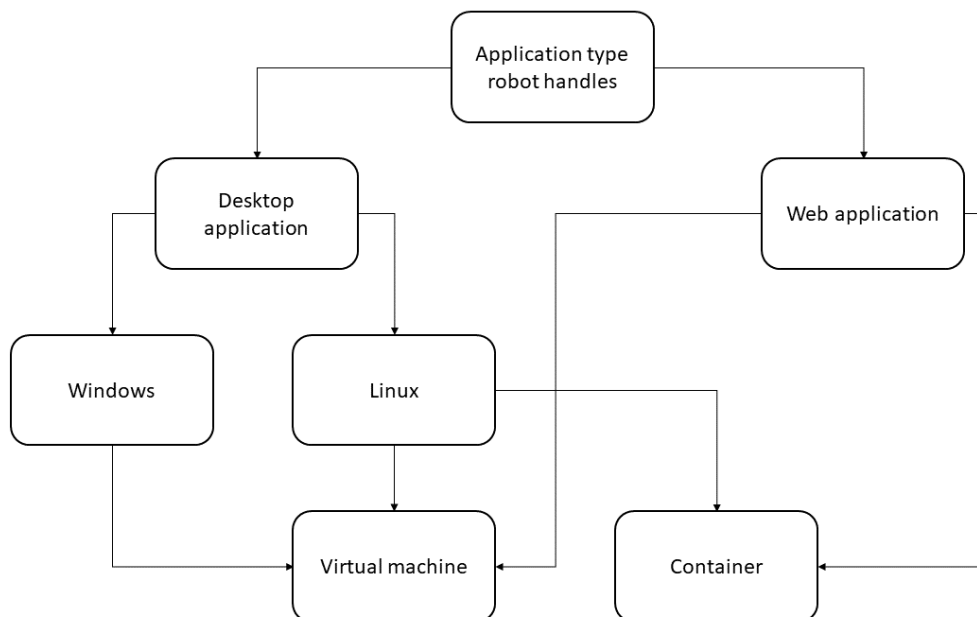 Application type
robot handles
Desktop
application
Web application
Windows
Linux
Virtual machine
Container